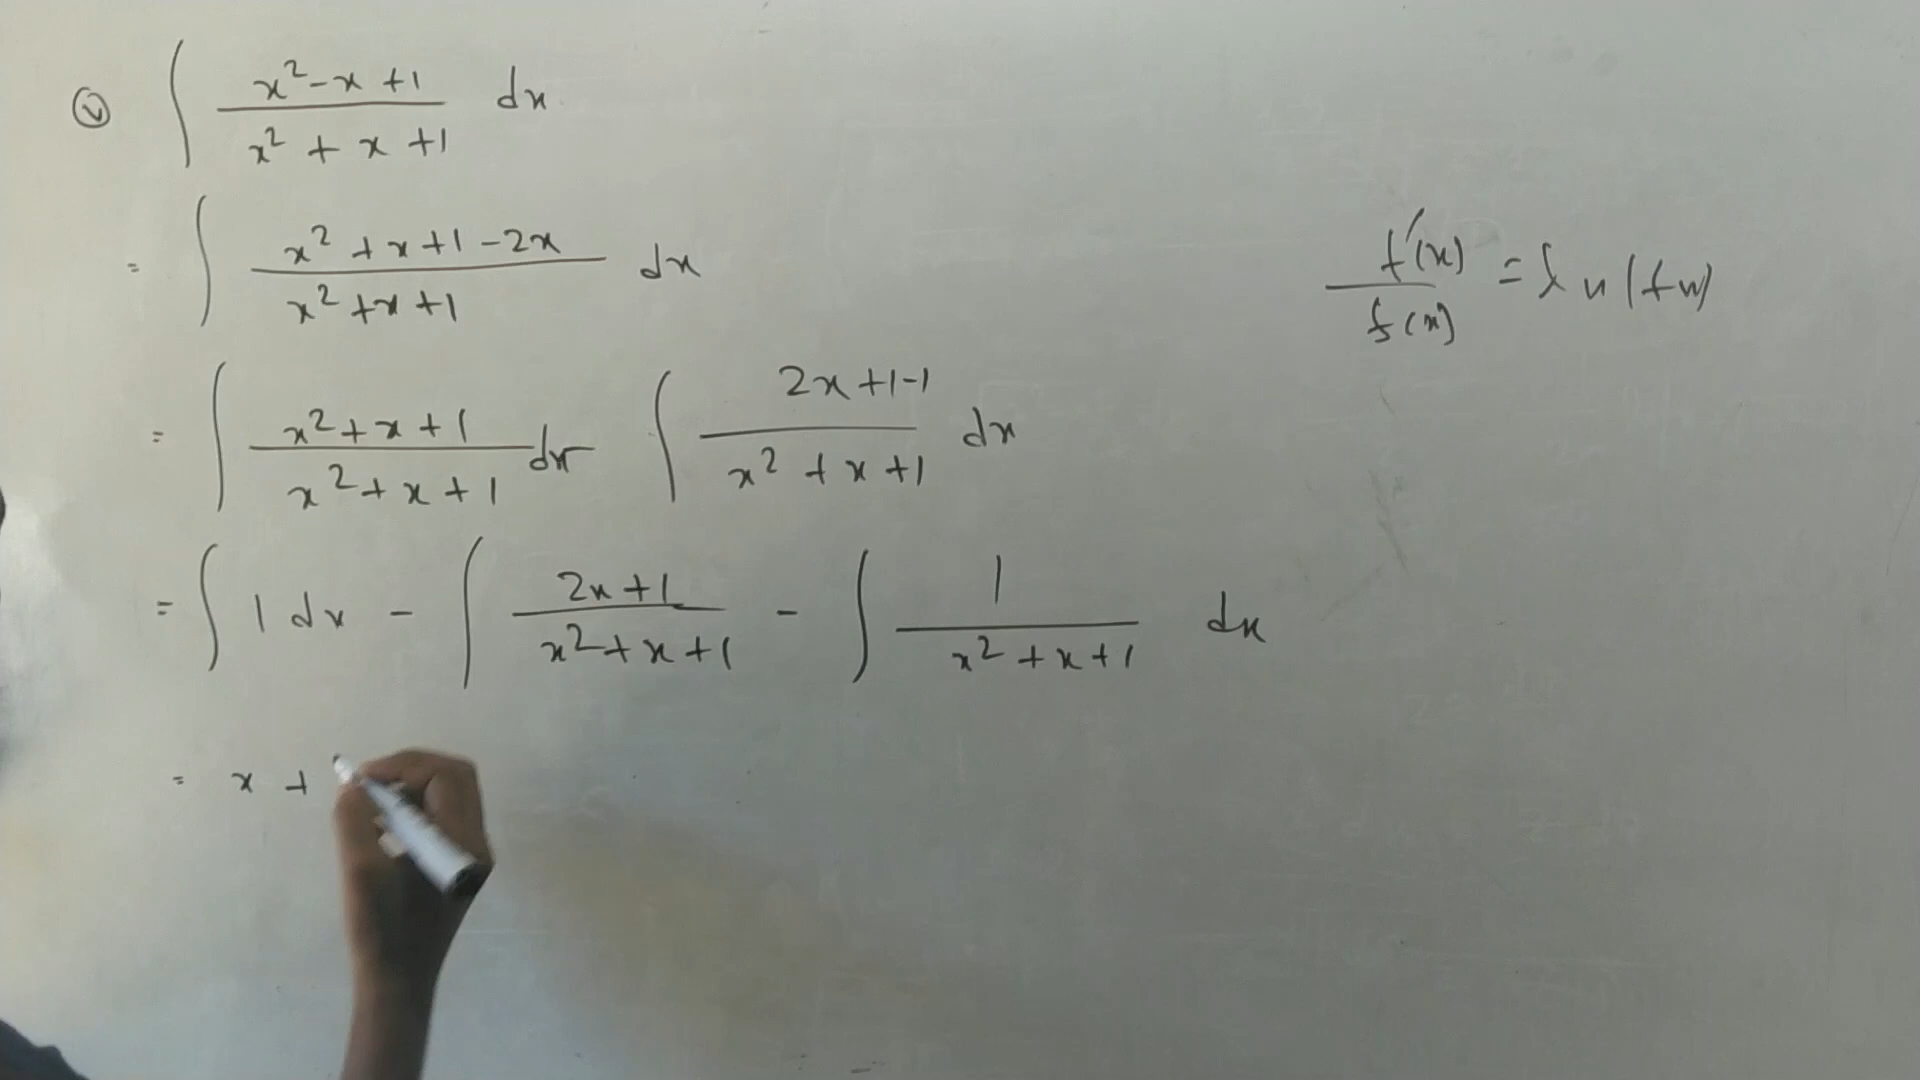 (v) ∫ x² - x + 1 / x² + x + 1 dx
= ∫ x² + x + 1 - 2x / x² + x + 1 dx
f'(x) / f(x) = ln(f(x))
= ∫ x² + x + 1 / x² + x + 1 dx ∫ 2x + 1 - 1 / x² + x + 1 dx
= ∫ 1 dx - ∫ 2x + 1 / x² + x + 1 - ∫ 1 / x² + x + 1 dx
= x +